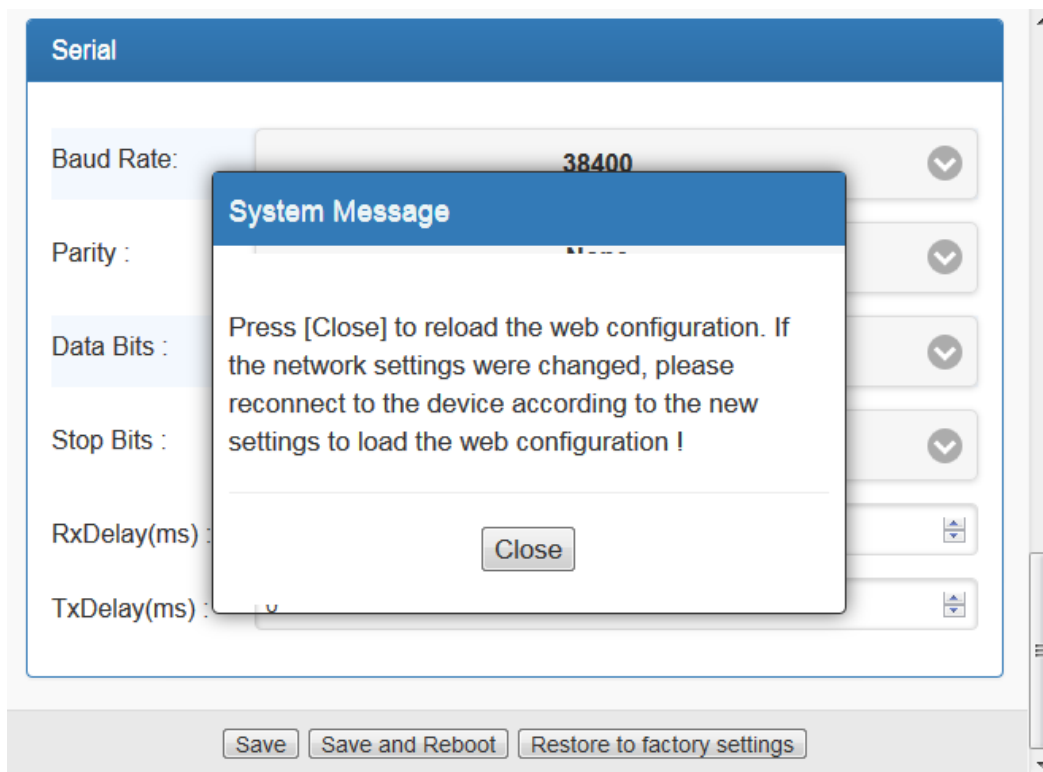 Serial
Baud Rate:
38400
System Message
Parity :
None
Press [Close] to reload the web configuration. If
the network settings were changed, please
reconnect to the device according to the new
settings to load the web configuration !
Data Bits :
Stop Bits :
RxDelay(ms) :
Close
TxDelay(ms) :
0
Save Save and Reboot Restore to factory settings